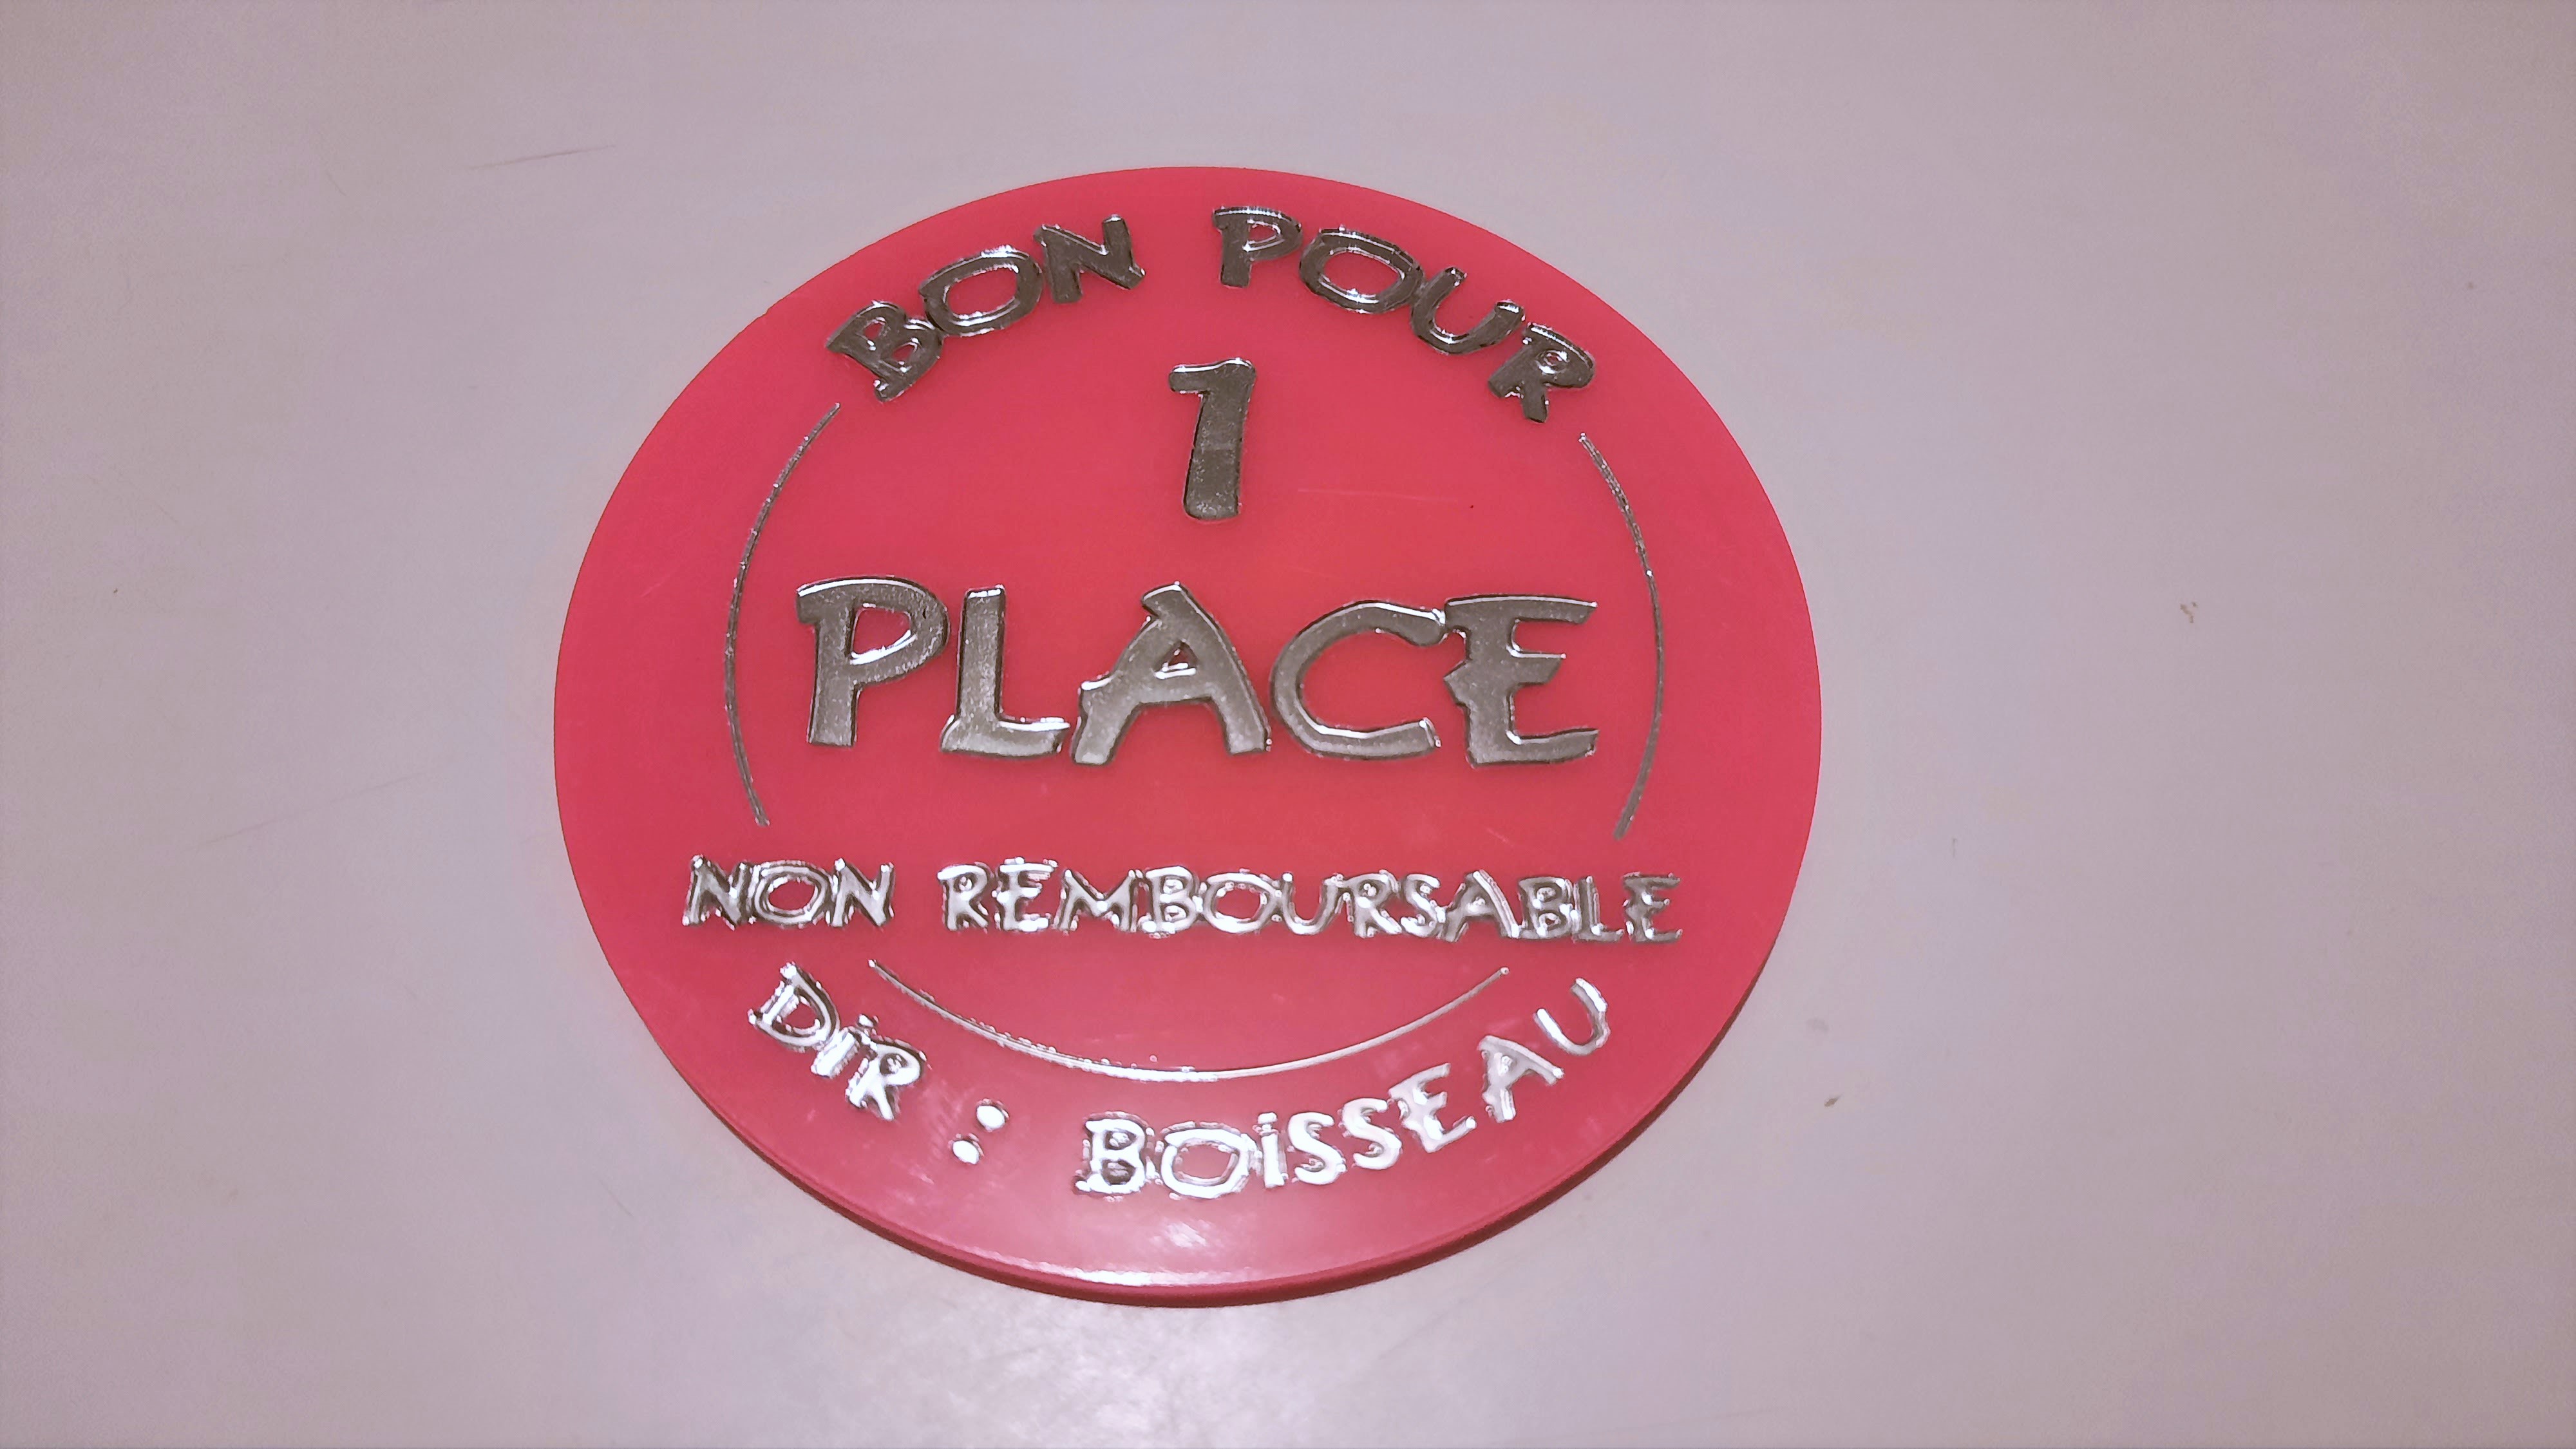 BON POUR
1
PLACE
NON REMBOURSABLE
DiR : BOiSSEAU